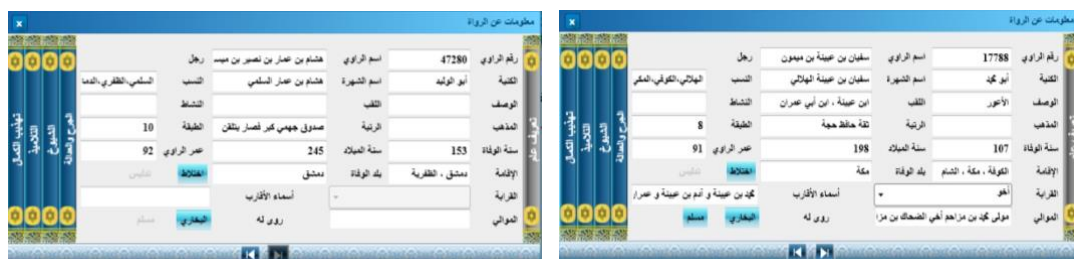 معلومات عن الرواة
رقم الراوي 17788 اسم الراوي سفيان بن عيينة بن ميمون رجل
الكنية أبو محمد اسم الشهرة سفيان بن عيينة الهلالي النسب الهلالي،الكوفي،المكي
الوصف الأعور اللقب ابن عيينة ، ابن أبي عمران النشاط
المذهب الرتبة ثقة حافظ حجة الطبقة 8
سنة الوفاة 107 سنة الميلاد 198 عمر الراوي 91
الإقامة الكوفة ، مكة ، الشام بلد الوفاة مكة اختلاط تدليس
القرابة أخو أسماء الأقارب محمد بن عيينة و آدم بن عيينة و عمران
الموالي مولى محمد بن مزاحم أخي الضحاك بن مزا روى له البخاري مسلم
تعريف عام
الجرح والعدالة
الشيوخ
التلاميذ
تهذيب الكمال
معلومات عن الرواة
رقم الراوي 47280 اسم الراوي هشام بن عمار بن نصير بن ميس رجل
الكنية أبو الوليد اسم الشهرة هشام بن عمار السلمي النسب السلمي،الظفري،الدمذ
الوصف اللقب النشاط
المذهب الرتبة صدوق جهمي كبر فصار يتلقن الطبقة 10
سنة الوفاة 153 سنة الميلاد 245 عمر الراوي 92
الإقامة دمشق ، الظفرية بلد الوفاة دمشق اختلاط تدليس
القرابة أسماء الأقارب
الموالي روى له البخاري مسلم
تعريف عام
الجرح والعدالة
الشيوخ
التلاميذ
تهذيب الكمال